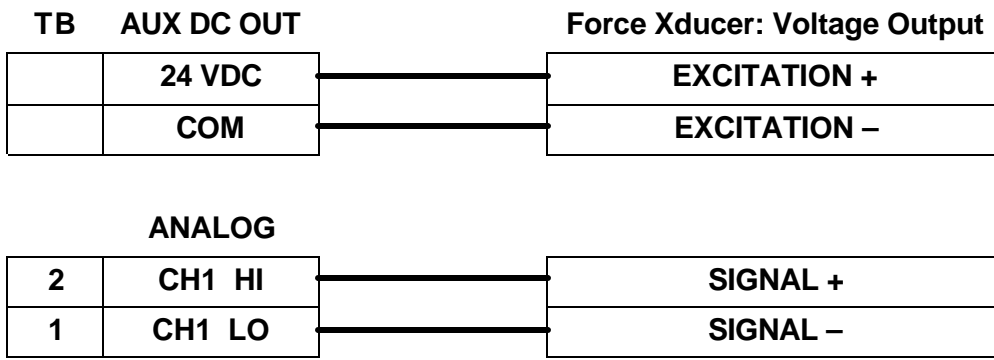 TB AUX DC OUT Force Xducer: Voltage Output
24 VDC EXCITATION +
COM EXCITATION –
ANALOG
2 CH1 HI SIGNAL +
1 CH1 LO SIGNAL –